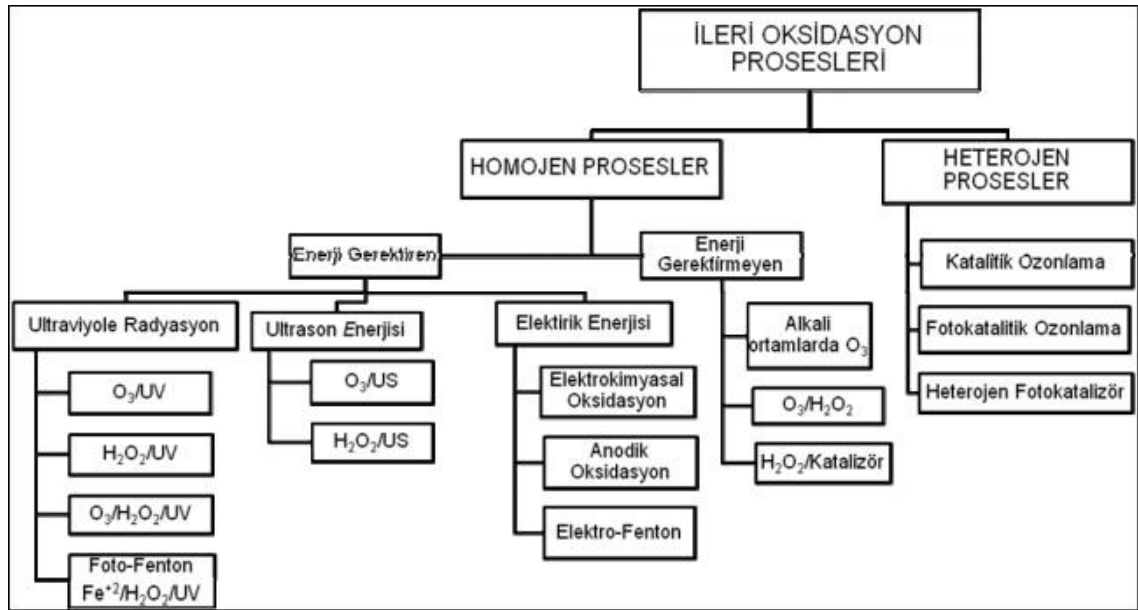 İLERİ OKSİDASYON
PROSESLERİ
HOMOJEN PROSESLER
HETEROJEN
PROSESLER
Enerji Gerektiren
Enerji
Gerektirmeyen
Ultraviyole Radyasyon
Ultrason Enerjisi
Elektirik Enerjisi
O₃/UV
H₂O₂/UV
O₃/H₂O₂/UV
Foto-Fenton
Fe⁺²/H₂O₂/UV
O₃/US
H₂O₂/US
Elektrokimyasal
Oksidasyon
Anodik
Oksidasyon
Elektro-Fenton
Alkali
ortamlarda O₃
O₃/H₂O₂
H₂O₂/Katalizör
Katalitik Ozonlama
Fotokatalitik Ozonlama
Heterojen Fotokatalizör